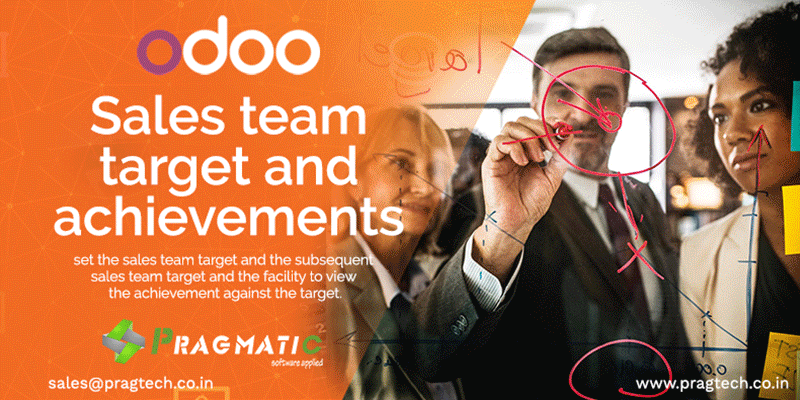 odoo
Sales team
target and
achievements
set the sales team target and the subsequent
sales team target and the facility to view
the achievement against the target.
PRAGMATIC
software applied
sales@pragtech.co.in
www.pragtech.co.in